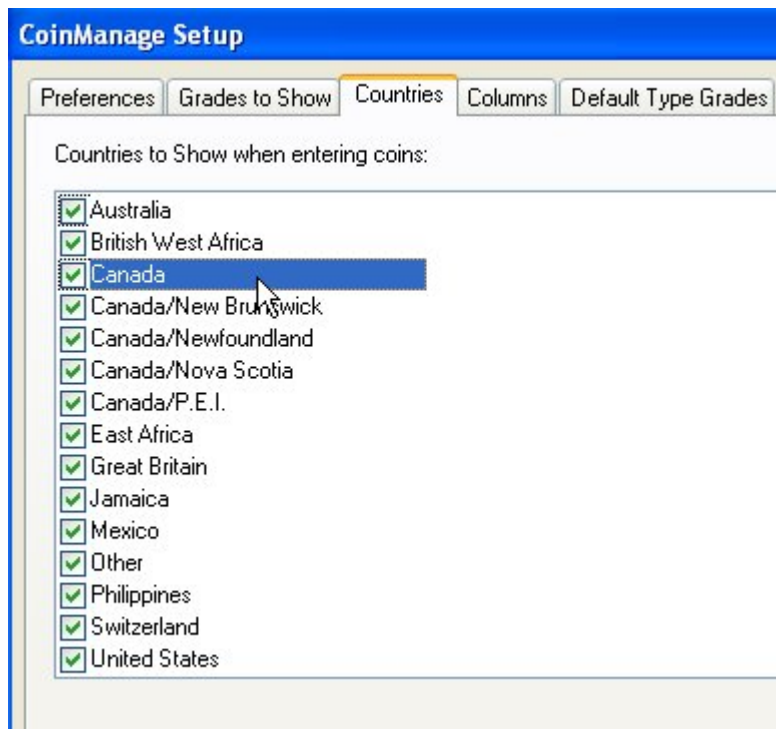 CoinManage Setup
Preferences Grades to Show Countries Columns Default Type Grades
Countries to Show when entering coins:
Australia
British West Africa
Canada
Canada/New Brunswick
Canada/Newfoundland
Canada/Nova Scotia
Canada/P.E.I.
East Africa
Great Britain
Jamaica
Mexico
Other
Philippines
Switzerland
United States